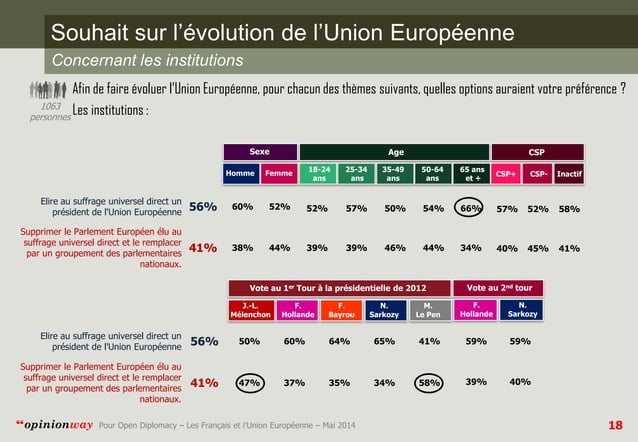 Souhait sur l'évolution de l'Union Européenne
Concernant les institutions
Afin de faire évoluer l'Union Européenne, pour chacun des thèmes suivants, quelles options auraient votre préférence ?
Les institutions :
1063
personnes
Sexe Age CSP
Homme Femme 18-24 ans 25-34 ans 35-49 ans 50-64 ans 65 ans et + CSP+ CSP- Inactif
Elire au suffrage universel direct un
président de l'Union Européenne
56% 60% 52% 52% 57% 50% 54% 66% 57% 52% 58%
Supprimer le Parlement Européen élu au
suffrage universel direct et le remplacer
par un groupement des parlementaires
nationaux.
41% 38% 44% 39% 39% 46% 44% 34% 40% 45% 41%
Vote au 1er Tour à la présidentielle de 2012 Vote au 2nd tour
J.-L. Mélenchon F. Hollande F. Bayrou N. Sarkozy M. Le Pen F. Hollande N. Sarkozy
Elire au suffrage universel direct un
président de l'Union Européenne
56% 50% 60% 64% 65% 41% 59% 59%
Supprimer le Parlement Européen élu au
suffrage universel direct et le remplacer
par un groupement des parlementaires
nationaux.
41% 47% 37% 35% 34% 58% 39% 40%
“opinionway Pour Open Diplomacy – Les Français et l'Union Européenne – Mai 2014 18